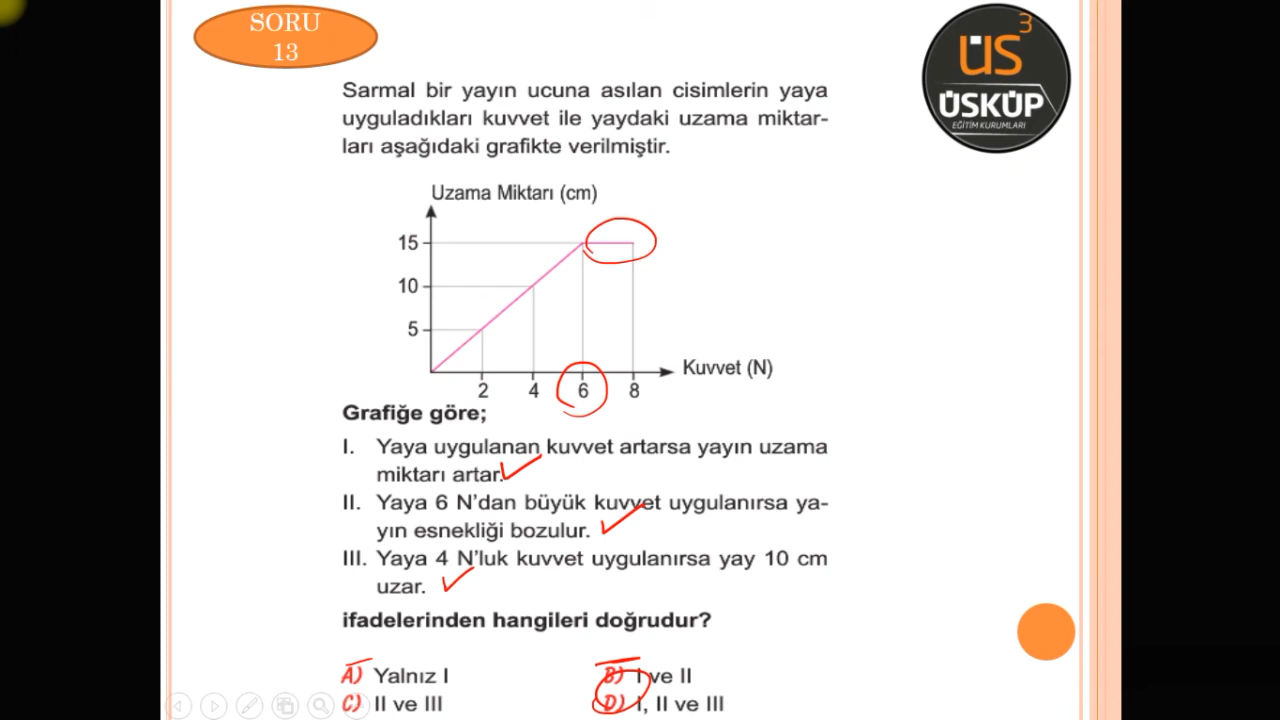 SORU
13
ÜS3
ÜSKÜP
EĞİTİM KURUMLARI
Sarmal bir yayın ucuna asılan cisimlerin yaya
uyguladıkları kuvvet ile yaydaki uzama miktar-
ları aşağıdaki grafikte verilmiştir.
Uzama Miktarı (cm)
15
10
5
Kuvvet (N)
2 4 6 8
Grafiğe göre;
I. Yaya uygulanan kuvvet artarsa yayın uzama
miktarı artar.
II. Yaya 6 N'dan büyük kuvvet uygulanırsa ya-
yın esnekliği bozulur.
III. Yaya 4 N'luk kuvvet uygulanırsa yay 10 cm
uzar.
ifadelerinden hangileri doğrudur?
A) Yalnız I B) I ve II
C) II ve III D) I, II ve III